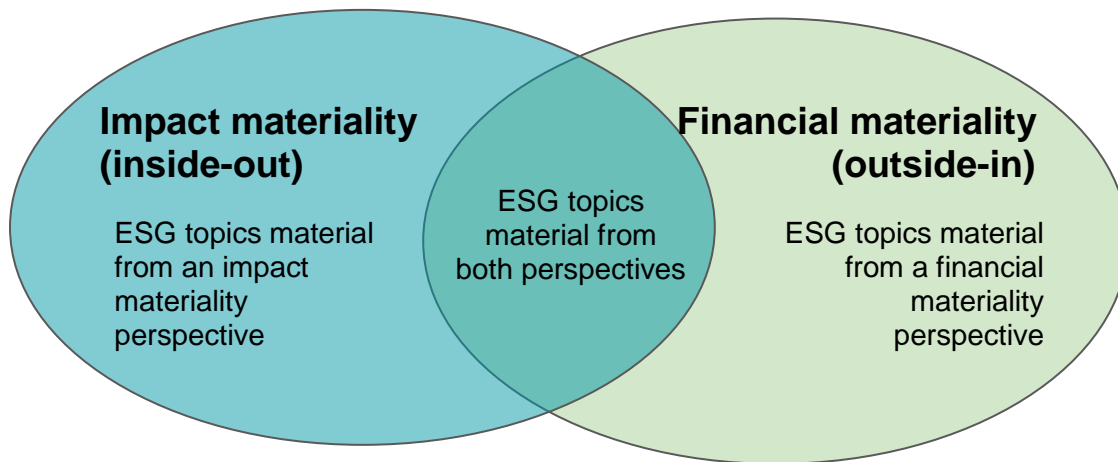 Impact materiality
(inside-out)
ESG topics material
from an impact
materiality
perspective
ESG topics
material from
both perspectives
Financial materiality
(outside-in)
ESG topics material
from a financial
materiality
perspective